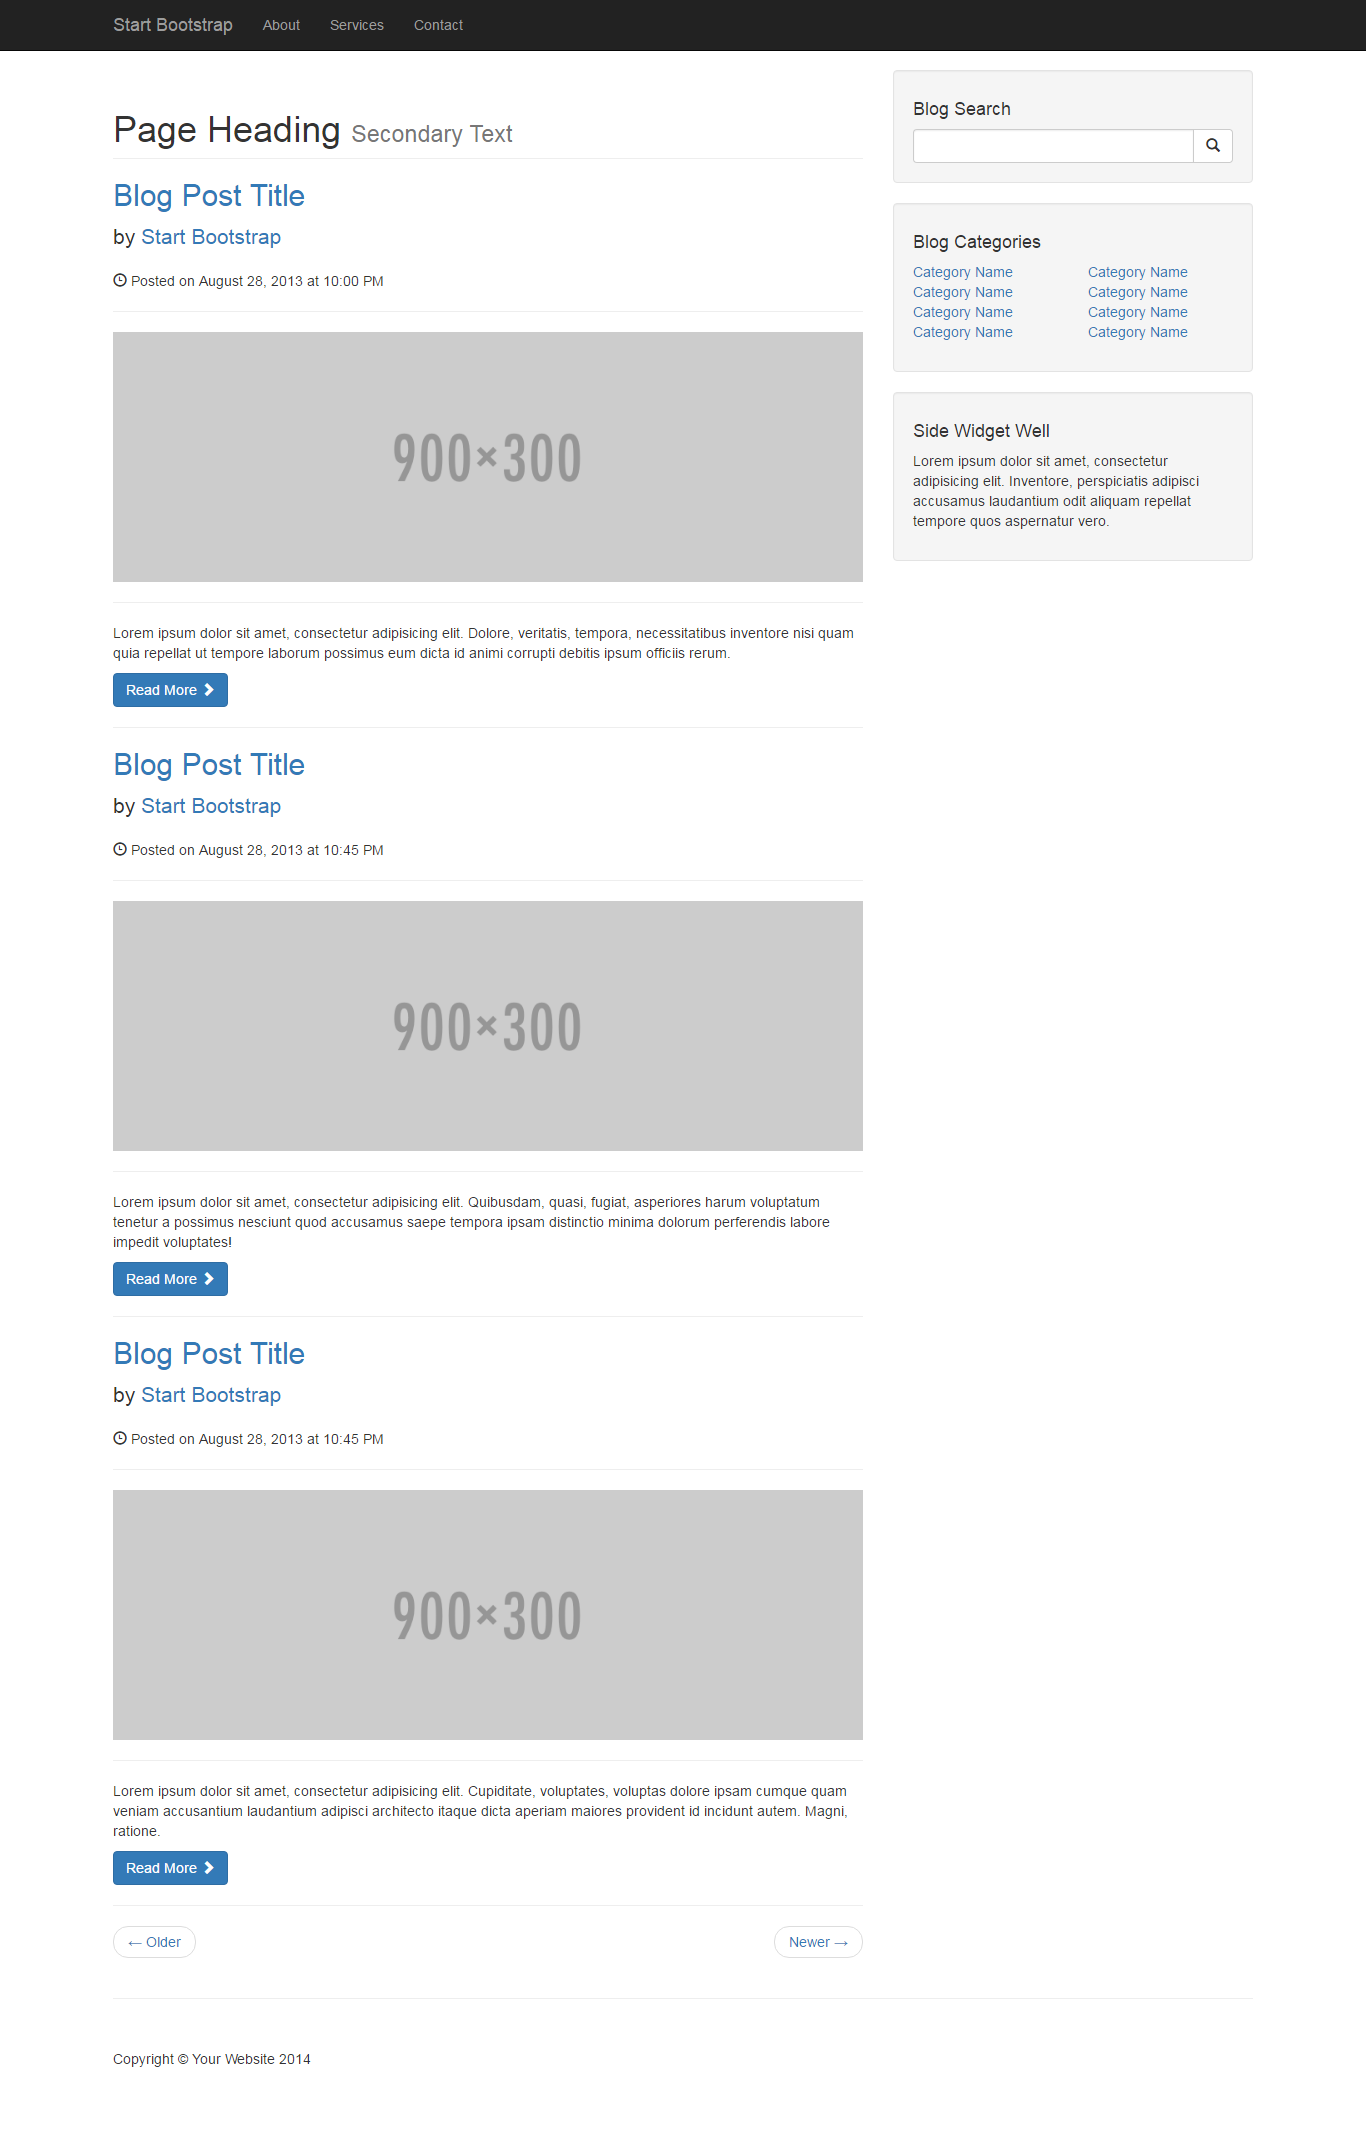 Start Bootstrap About Services Contact
Page Heading Secondary Text
Blog Post Title
by Start Bootstrap
Posted on August 28, 2013 at 10:00 PM
900×300
Lorem ipsum dolor sit amet, consectetur adipisicing elit. Dolore, veritatis, tempora, necessitatibus inventore nisi quam
quia repellat ut tempore laborum possimus eum dicta id animi corrupti debitis ipsum officiis rerum.
Read More
Blog Post Title
by Start Bootstrap
Posted on August 28, 2013 at 10:45 PM
900×300
Lorem ipsum dolor sit amet, consectetur adipisicing elit. Quibusdam, quasi, fugiat, asperiores harum voluptatum
tenetur a possimus nesciunt quod accusamus saepe tempora ipsam distinctio minima dolorum perferendis labore
impedit voluptates!
Read More
Blog Post Title
by Start Bootstrap
Posted on August 28, 2013 at 10:45 PM
900×300
Lorem ipsum dolor sit amet, consectetur adipisicing elit. Cupiditate, voluptates, voluptas dolore ipsam cumque quam
veniam accusantium laudantium adipisci architecto itaque dicta aperiam maiores provident id incidunt autem. Magni,
ratione.
Read More
← Older Newer →
Blog Search
Blog Categories
Category Name Category Name
Category Name Category Name
Category Name Category Name
Category Name Category Name
Side Widget Well
Lorem ipsum dolor sit amet, consectetur
adipisicing elit. Inventore, perspiciatis adipisci
accusamus laudantium odit aliquam repellat
tempore quos aspernatur vero.
Copyright © Your Website 2014